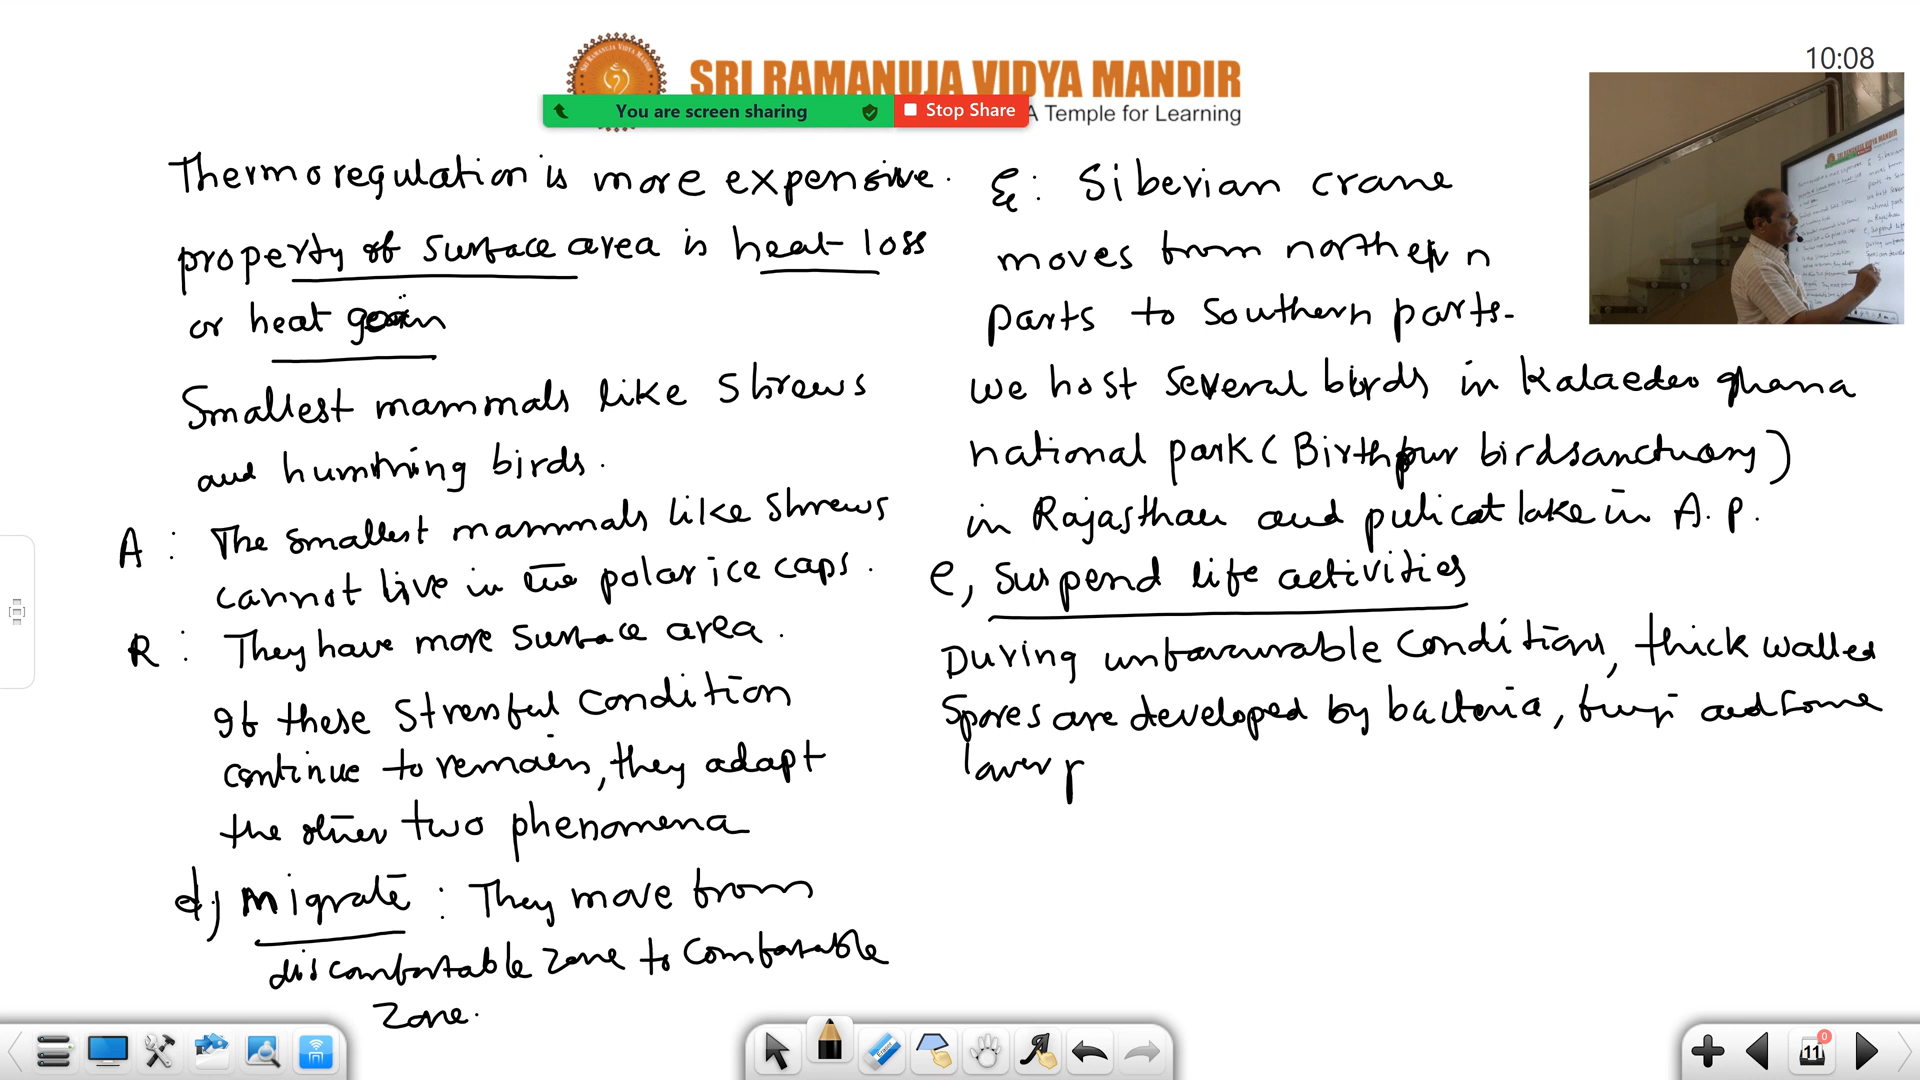 SRI RAMANUJA VIDYA MANDIR
A Temple for Learning
You are screen sharing
Stop Share
10:08
Thermoregulation is more expensive.
property of surface area is heat loss
or heat gain
Smallest mammals like Shrews
and humming birds.
A : The smallest mammals like Shrews
cannot live in the polar ice caps.
R : They have more surface area.
If these stressful condition
continue to remain, they adapt
the other two phenomena
d) Migrate : They move from
discomfortable zone to comfortable
zone.
Eg: Siberian crane
moves from northern
parts to Southern parts.
we host several birds in Kalaedeo ghana
national park ( Birthpur bird sanctuary )
in Rajasthan and pulicat lake in A.P.
e, Suspend life activities
During unfavourable conditions, thick walled
Spores are developed by bacteria, fungi and some
lower p
Eraser
11
0